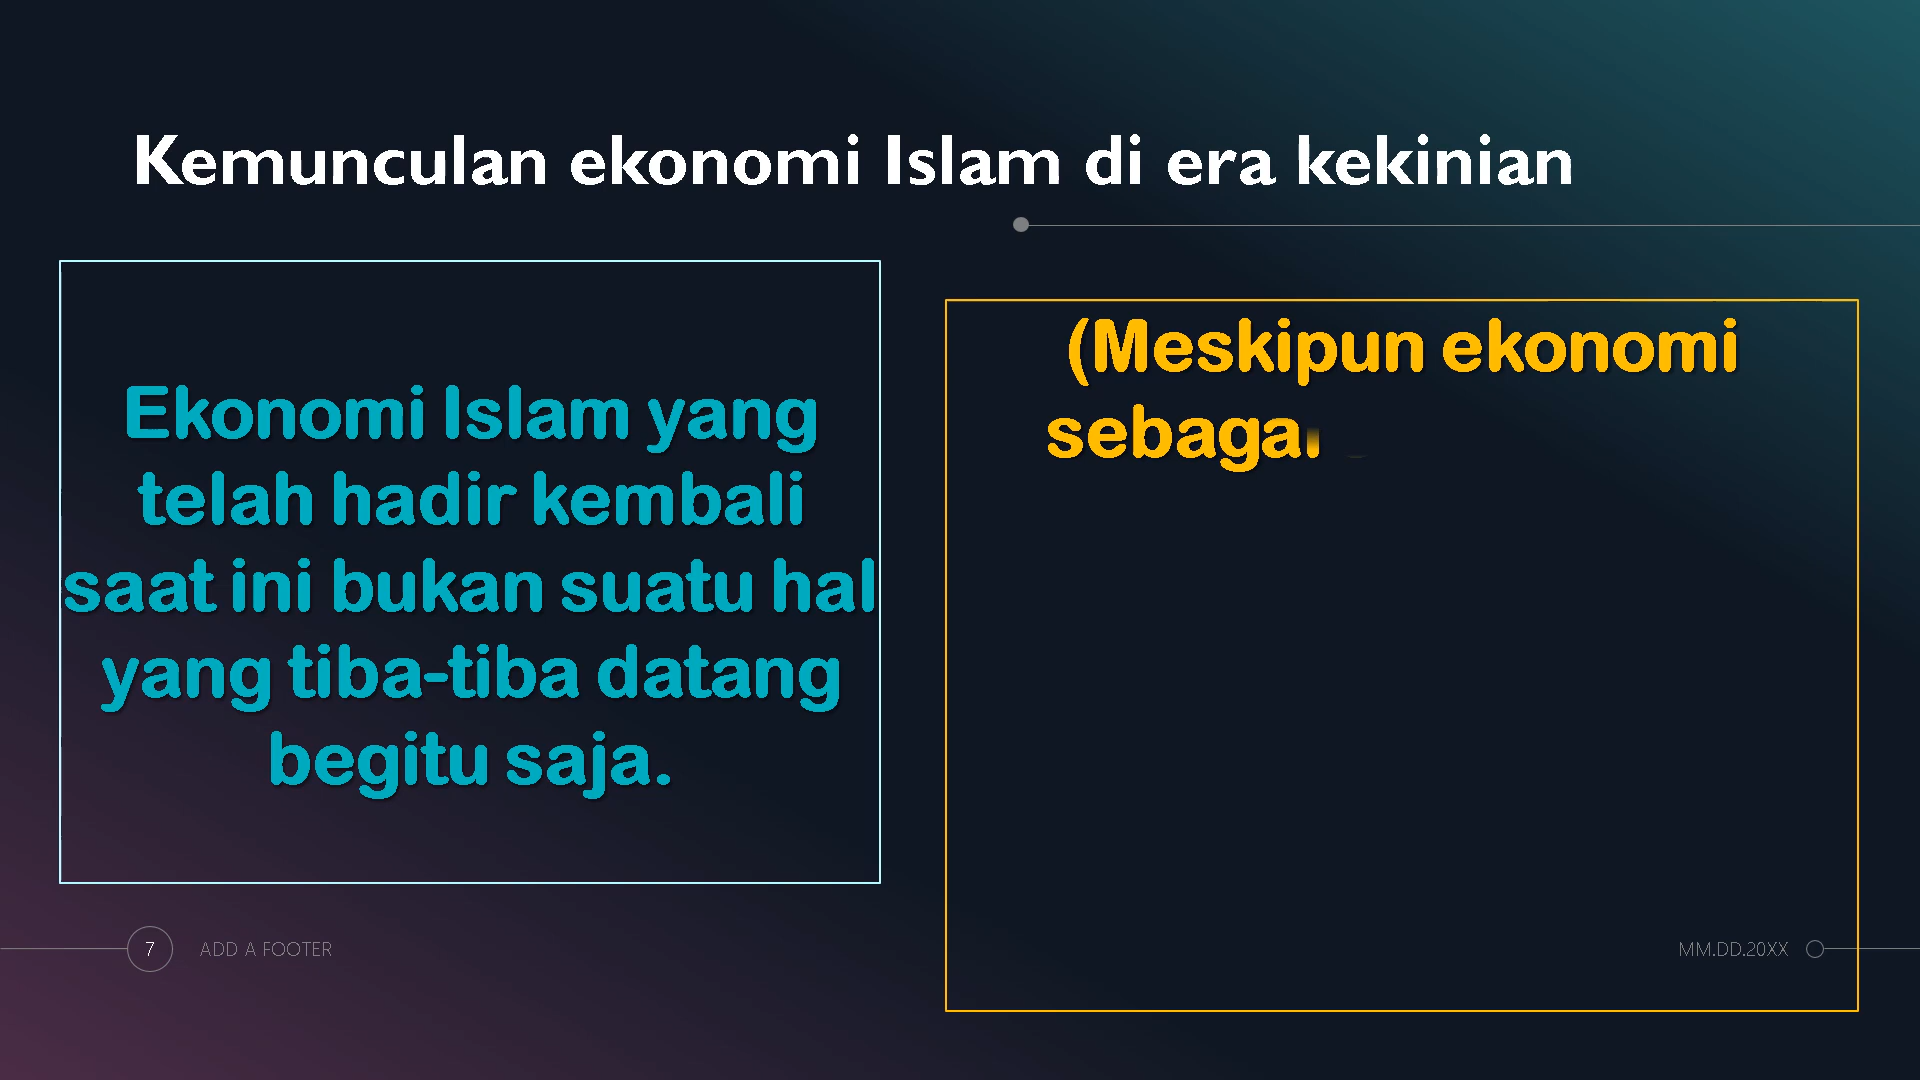 Kemunculan ekonomi Islam di era kekinian
Ekonomi Islam yang
telah hadir kembali
saat ini bukan suatu hal
yang tiba-tiba datang
begitu saja.
(Meskipun ekonomi
sebagai
7 ADD A FOOTER
MM.DD.20XX